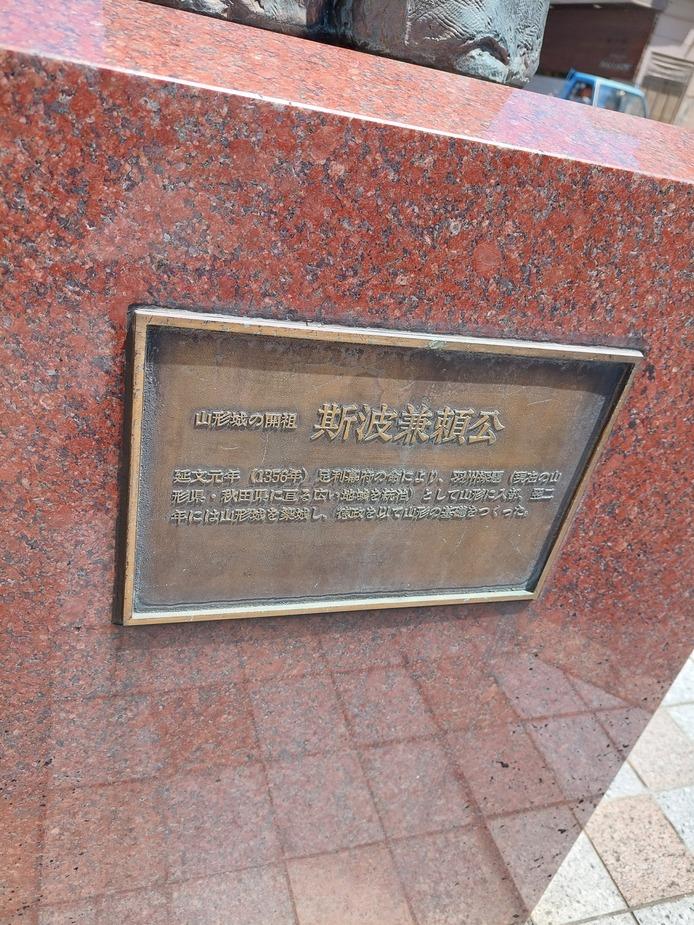 山形城の開祖 斯波兼頼公
延文元年(1356年)足利幕府の命により、羽州探題(現在の山
形県・秋田県に亘る広い地域を統治)として山形に入部、翌二
年には山形城を築城し、徳政を以て山形の基礎をつくった。